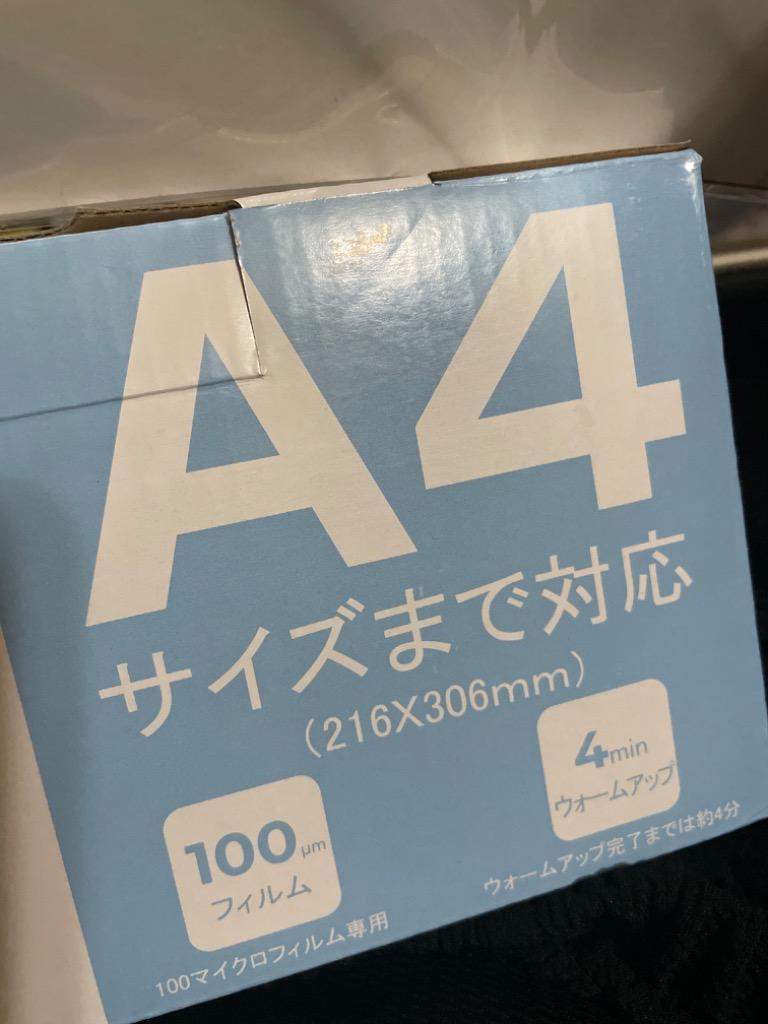 A4
サイズまで対応
(216X306mm)
100μm
フィルム
100マイクロフィルム専用
4min
ウォームアップ
ウォームアップ完了までは約4分